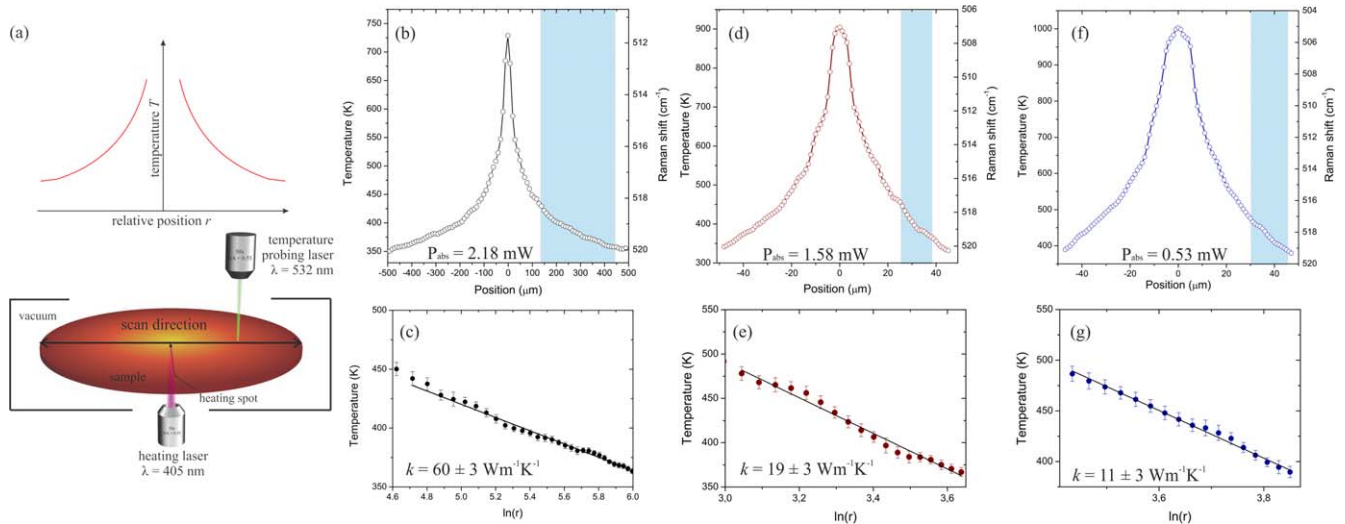 (a)
temperature T
relative position r
temperature
probing laser
λ = 532 nm
vacuum
scan direction
sample
heating spot
heating laser
λ = 405 nm
(b)
Temperature (K)
750
700
650
600
550
500
450
400
350
-500 -400 -300 -200 -100 0 100 200 300 400 500
Position (μm)
Raman shift (cm⁻¹)
512
514
516
518
520
Pabs = 2.18 mW
(c)
Temperature (K)
500
450
400
350
4.6 4.8 5.0 5.2 5.4 5.6 5.8 6.0
ln(r)
k = 60 ± 3 Wm⁻¹K⁻¹
(d)
Temperature (K)
900
800
700
600
500
400
300
-40 -20 0 20 40
Position (μm)
Raman shift (cm⁻¹)
506
508
510
512
514
516
518
520
Pabs = 1.58 mW
(e)
Temperature (K)
550
500
450
400
350
3,0 3,2 3,4 3,6
ln(r)
k = 19 ± 3 Wm⁻¹K⁻¹
(f)
Temperature (K)
1000
900
800
700
600
500
400
-40 -20 0 20 40
Position (μm)
Raman shift (cm⁻¹)
504
506
508
510
512
514
516
518
520
Pabs = 0.53 mW
(g)
Temperature (K)
550
500
450
400
3,6 3,8
ln(r)
k = 11 ± 3 Wm⁻¹K⁻¹